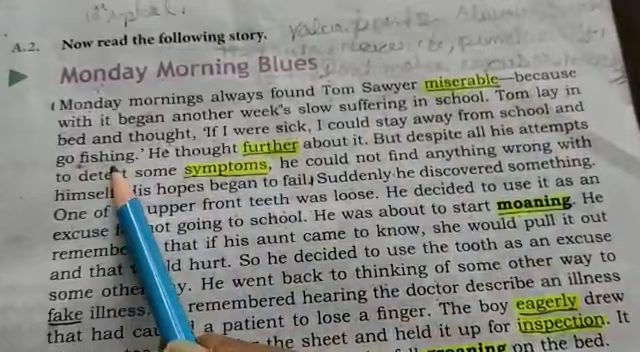 A.2. Now read the following story.
Monday Morning Blues
Monday mornings always found Tom Sawyer miserable—because
with it began another week's slow suffering in school. Tom lay in
bed and thought, 'If I were sick, I could stay away from school and
go fishing.' He thought further about it. But despite all his attempts
to detect some symptoms, he could not find anything wrong with
himself. His hopes began to fail. Suddenly he discovered something.
One of upper front teeth was loose. He decided to use it as an
excuse not going to school. He was about to start moaning. He
that if his aunt came to know, she would pull it out
and that hurt. So he decided to use the tooth as an excuse
some other He went back to thinking of some other way to
fake illness. remembered hearing the doctor describe an illness
that had a patient to lose a finger. The boy eagerly drew
the sheet and held it up for inspection. It
moaning on the bed.